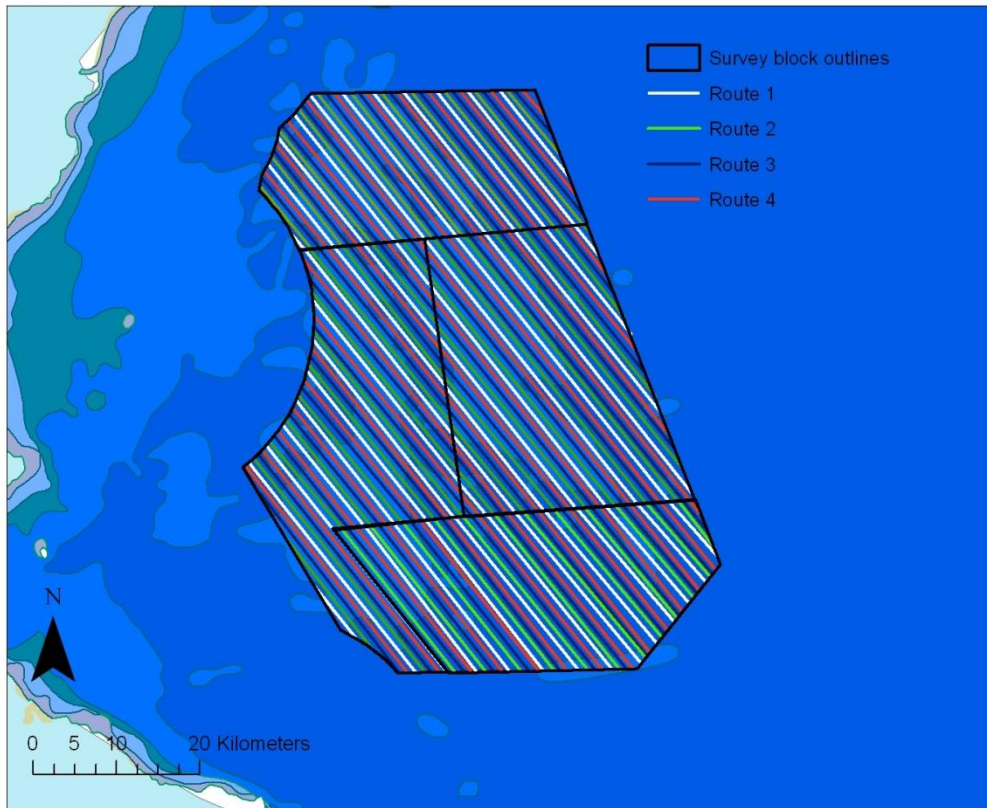 Survey block outlines
Route 1
Route 2
Route 3
Route 4
N
0 5 10 20 Kilometers